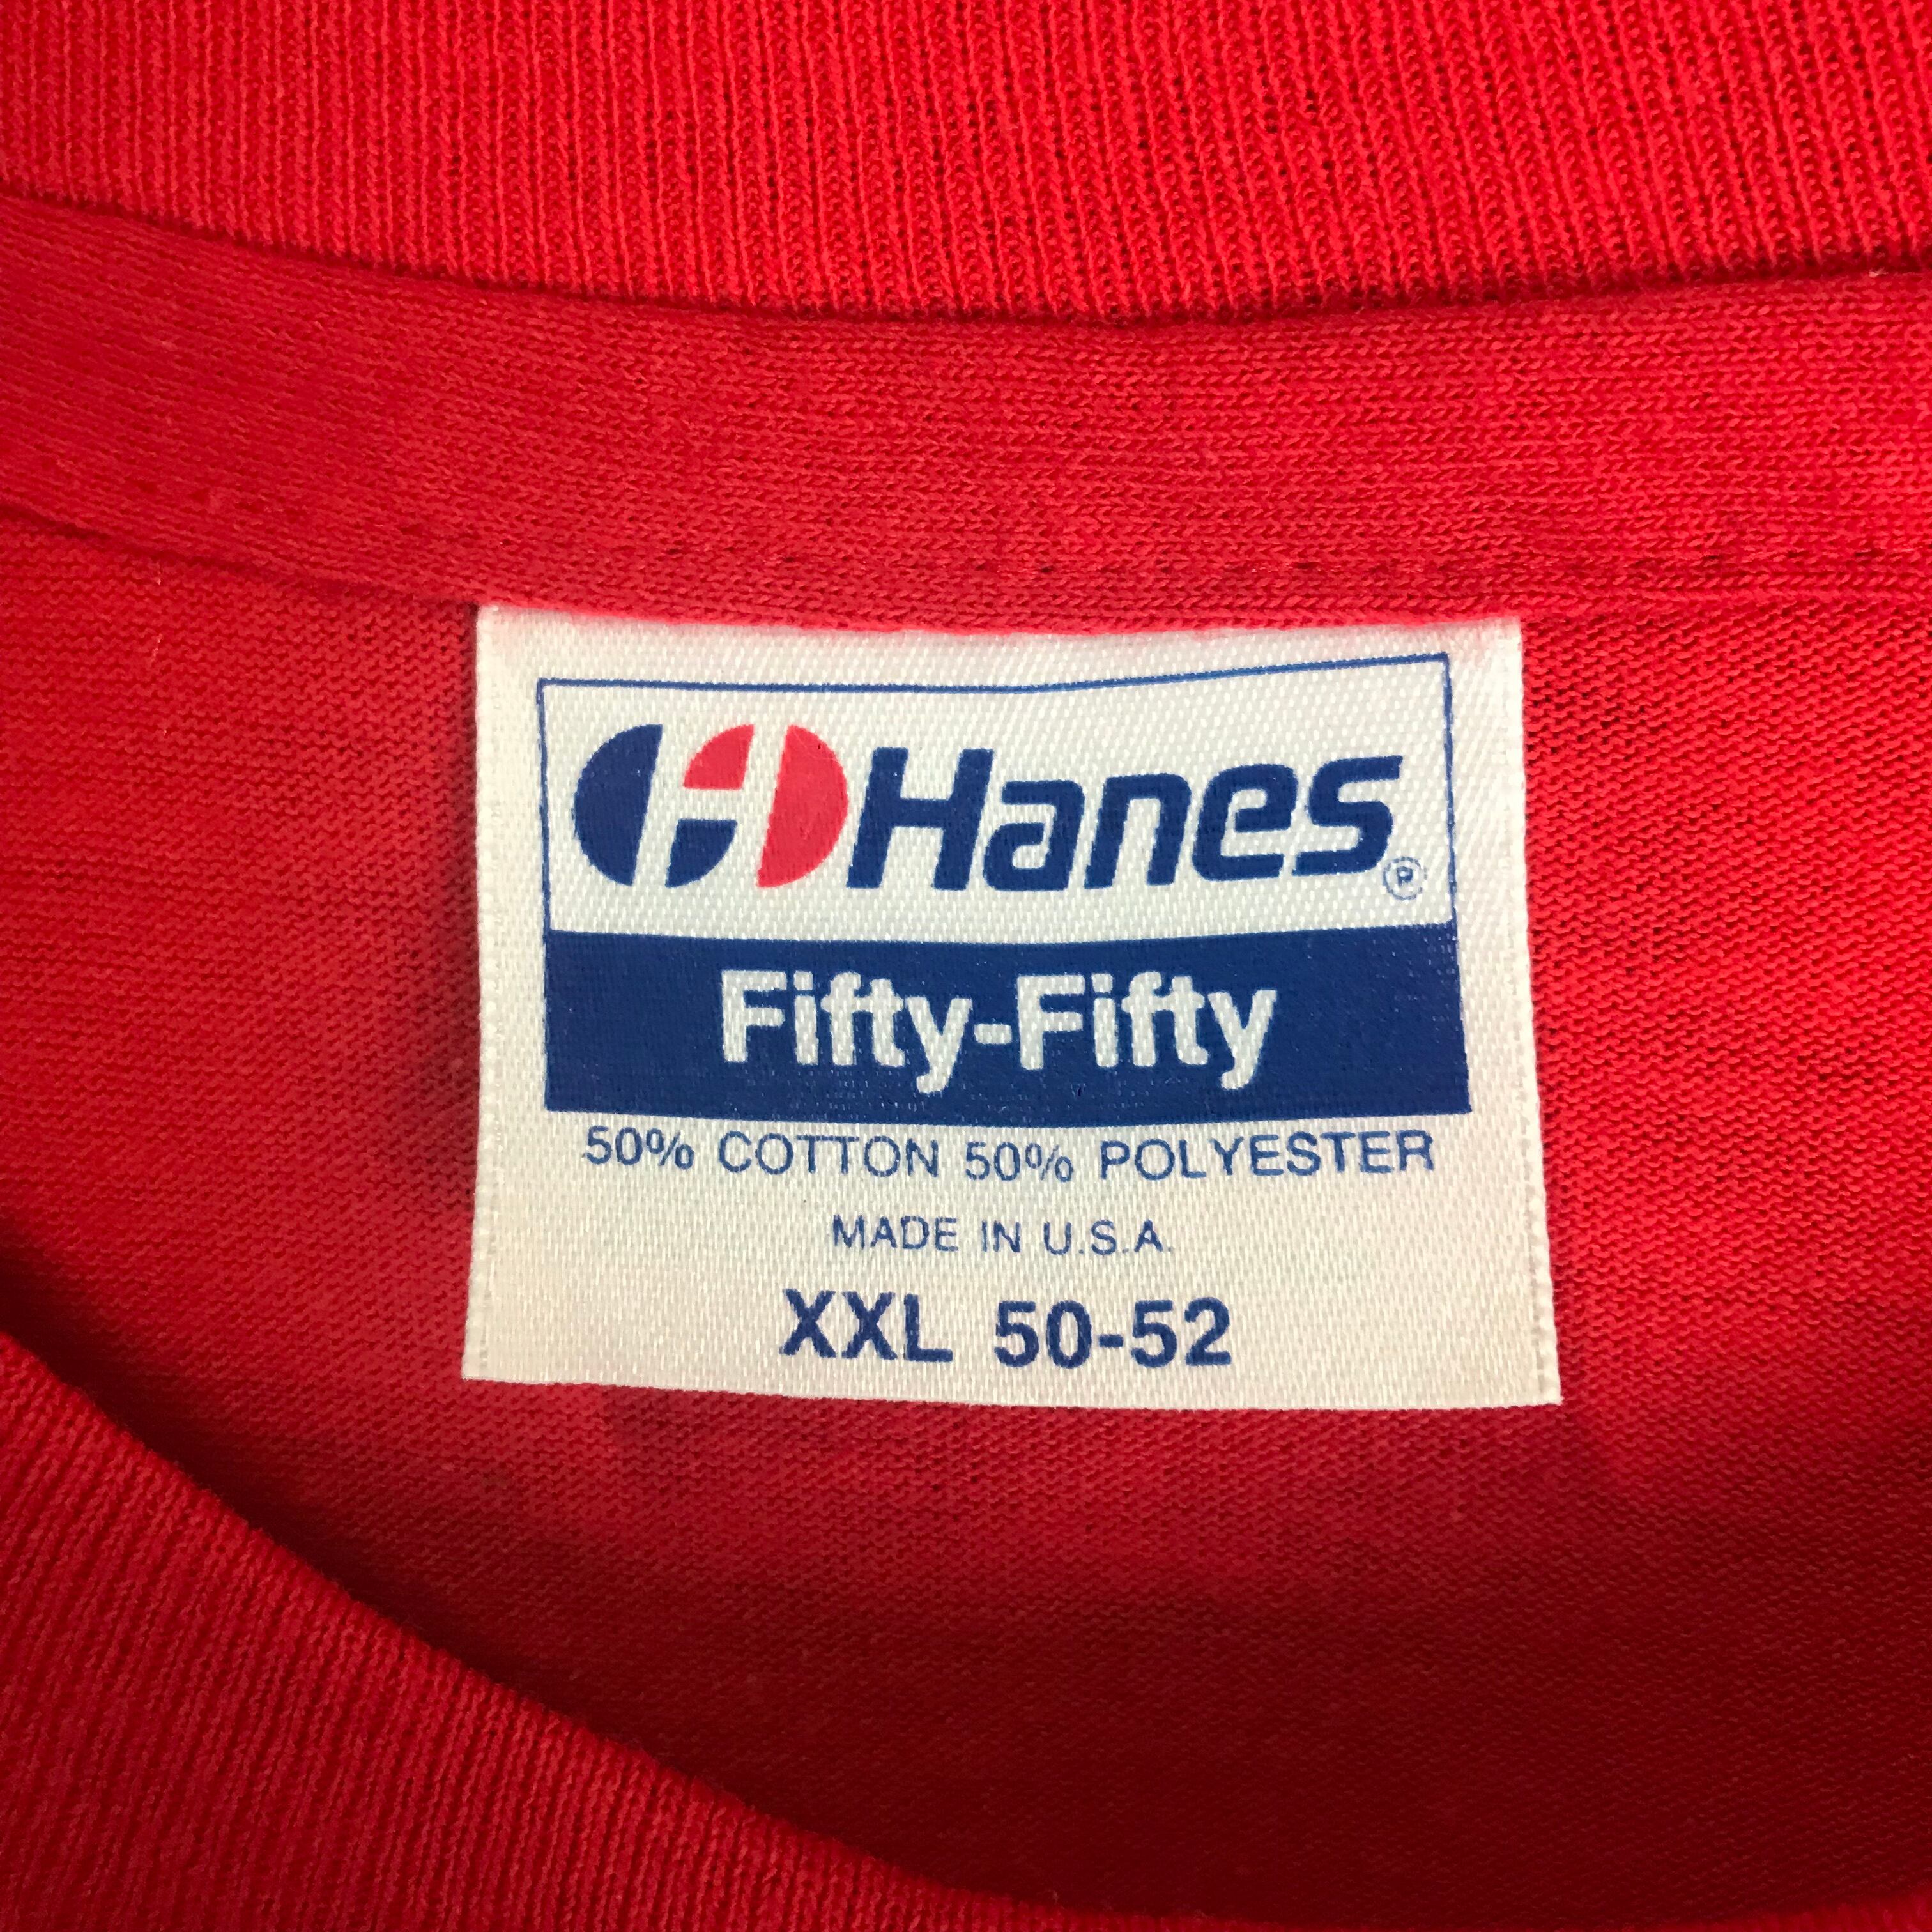 Hanes®
Fifty-Fifty
50% COTTON 50% POLYESTER
MADE IN U.S.A.
XXL 50-52